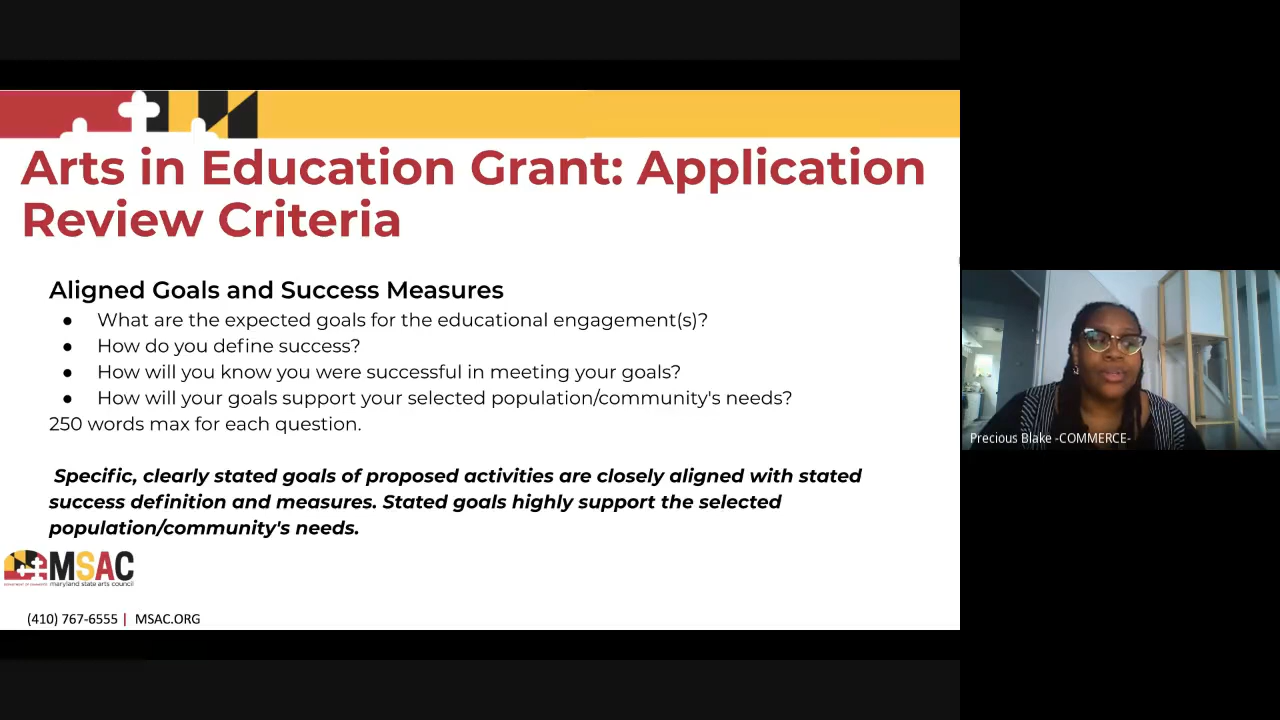 Arts in Education Grant: Application
Review Criteria
Aligned Goals and Success Measures
● What are the expected goals for the educational engagement(s)?
● How do you define success?
● How will you know you were successful in meeting your goals?
● How will your goals support your selected population/community's needs?
250 words max for each question.
Specific, clearly stated goals of proposed activities are closely aligned with stated
success definition and measures. Stated goals highly support the selected
population/community's needs.
MSAC
DEPARTMENT OF COMMERCE maryland state arts council
(410) 767-6555 | MSAC.ORG
Precious Blake -COMMERCE-